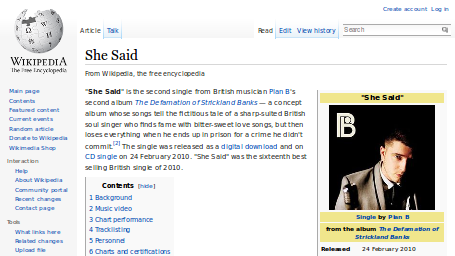 Create account Log in
Article Talk Read Edit View history Search
WIKIPEDIA
The Free Encyclopedia
She Said
From Wikipedia, the free encyclopedia
Main page
Contents
Featured content
Current events
Random article
Donate to Wikipedia
Wikimedia Shop
Interaction
Help
About Wikipedia
Community portal
Recent changes
Contact page
Tools
What links here
Related changes
Upload file
"She Said" is the second single from British musician Plan B's
second album The Defamation of Strickland Banks — a concept
album whose songs tell the fictitious tale of a sharp-suited British
soul singer who finds fame with bitter-sweet love songs, but then
loses everything when he ends up in prison for a crime he didn't
commit.[2] The single was released as a digital download and on
CD single on 24 February 2010. "She Said" was the sixteenth best
selling British single of 2010.
Contents [hide]
1 Background
2 Music video
3 Chart performance
4 Tracklisting
5 Personnel
6 Charts and certifications
"She Said"
Single by Plan B
from the album The Defamation of
Strickland Banks
Released 24 February 2010